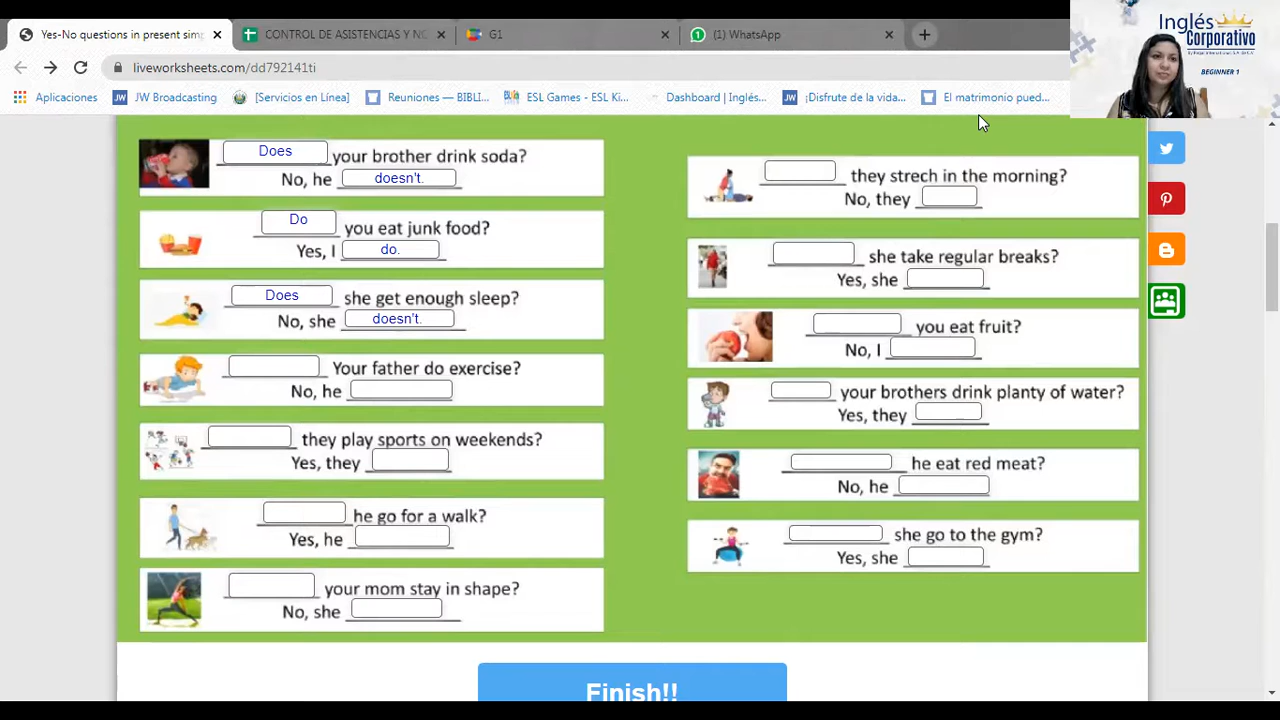 Yes-No questions in present sim
CONTROL DE ASISTENCIAS Y NO
G1
(1) WhatsApp
Inglés
Corporativo
BEGINNER 1
liveworksheets.com/dd792141ti
Aplicaciones
JW Broadcasting
[Servicios en Línea]
Reuniones — BIBLI...
ESL Games - ESL Ki...
Dashboard | Inglés...
¡Disfrute de la vida...
El matrimonio pued...
Does your brother drink soda?
No, he doesn't.
Do you eat junk food?
Yes, I do.
Does she get enough sleep?
No, she doesn't.
Your father do exercise?
No, he
they play sports on weekends?
Yes, they
he go for a walk?
Yes, he
your mom stay in shape?
No, she
they strech in the morning?
No, they
she take regular breaks?
Yes, she
you eat fruit?
No, I
your brothers drink planty of water?
Yes, they
he eat red meat?
No, he
she go to the gym?
Yes, she
Finish!!